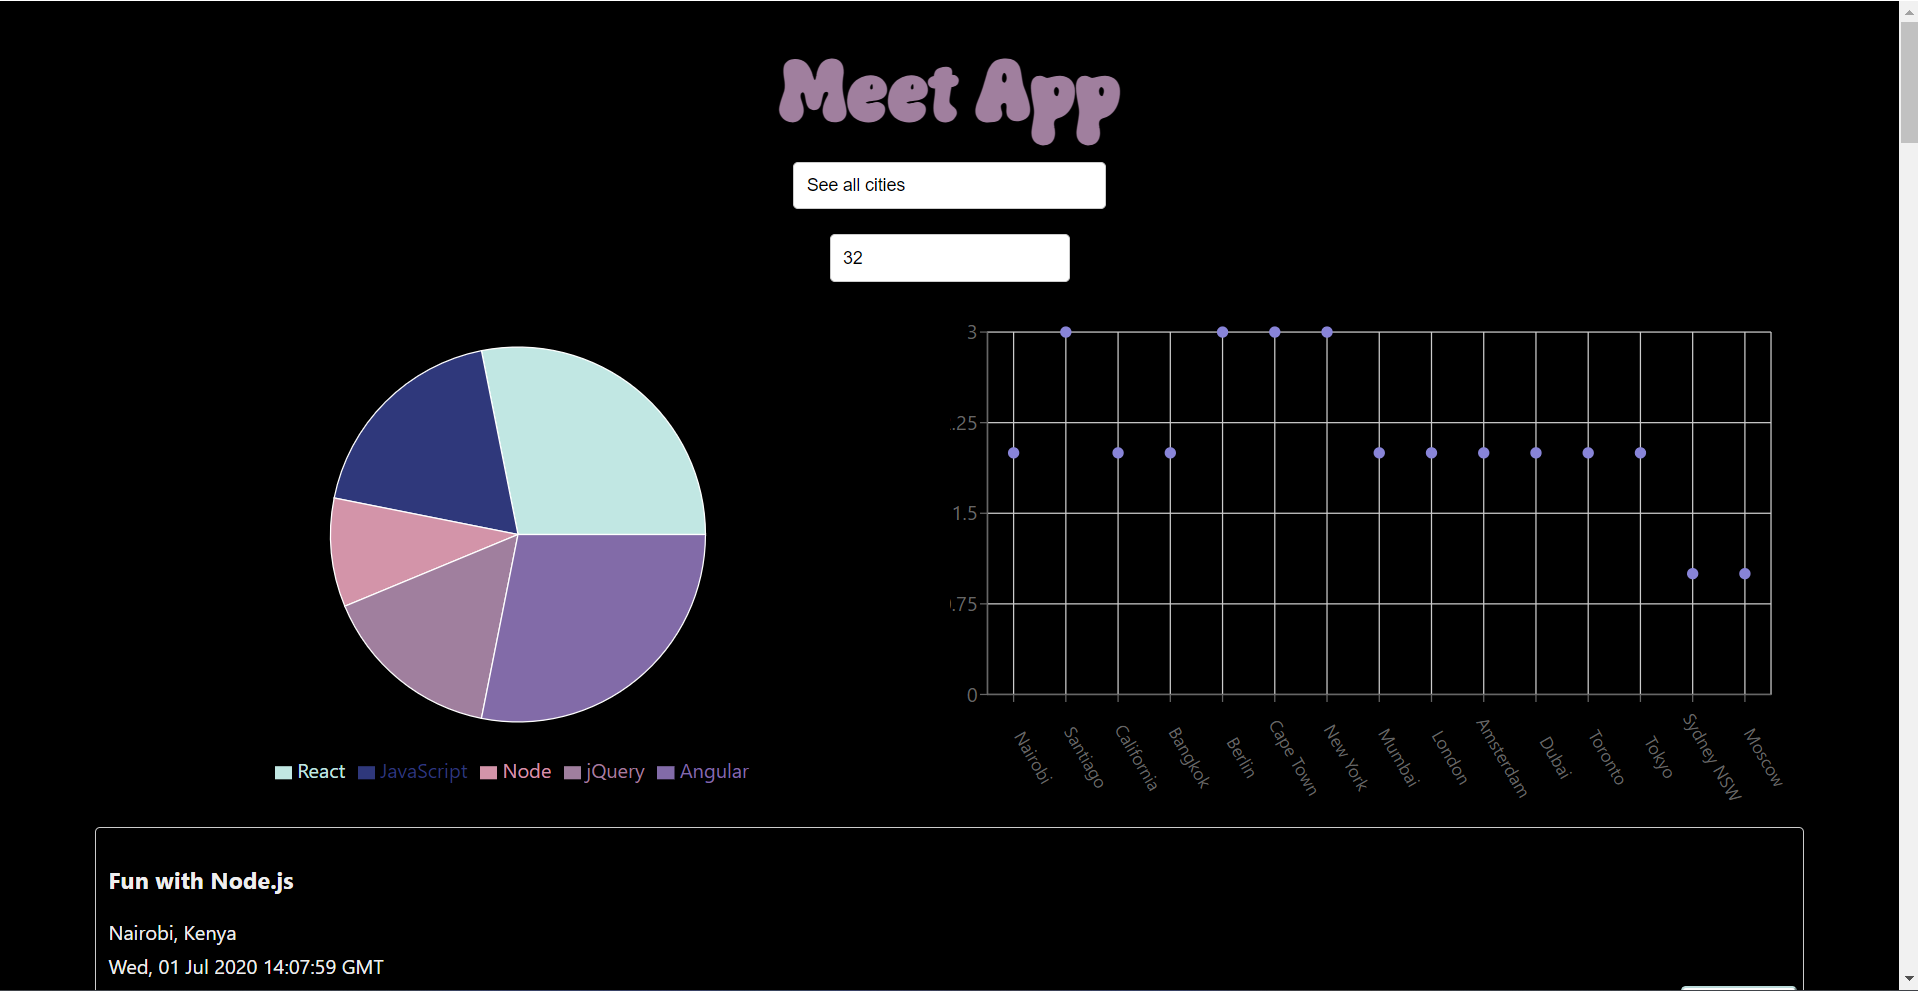 Meet App
See all cities
32
3
.25
1.5
.75
0
Nairobi
Santiago
California
Bangkok
Berlin
Cape Town
New York
Mumbai
London
Amsterdam
Dubai
Toronto
Tokyo
Sydney NSW
Moscow
React JavaScript Node jQuery Angular
Fun with Node.js
Nairobi, Kenya
Wed, 01 Jul 2020 14:07:59 GMT